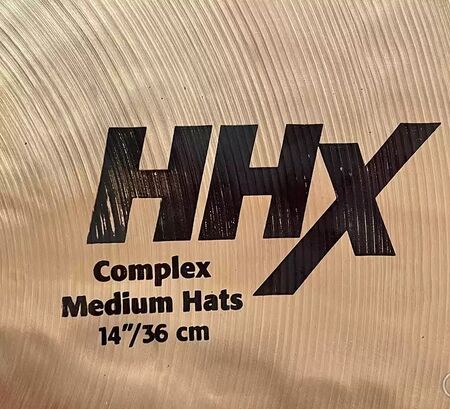 HHX
Complex
Medium Hats
14"/36 cm